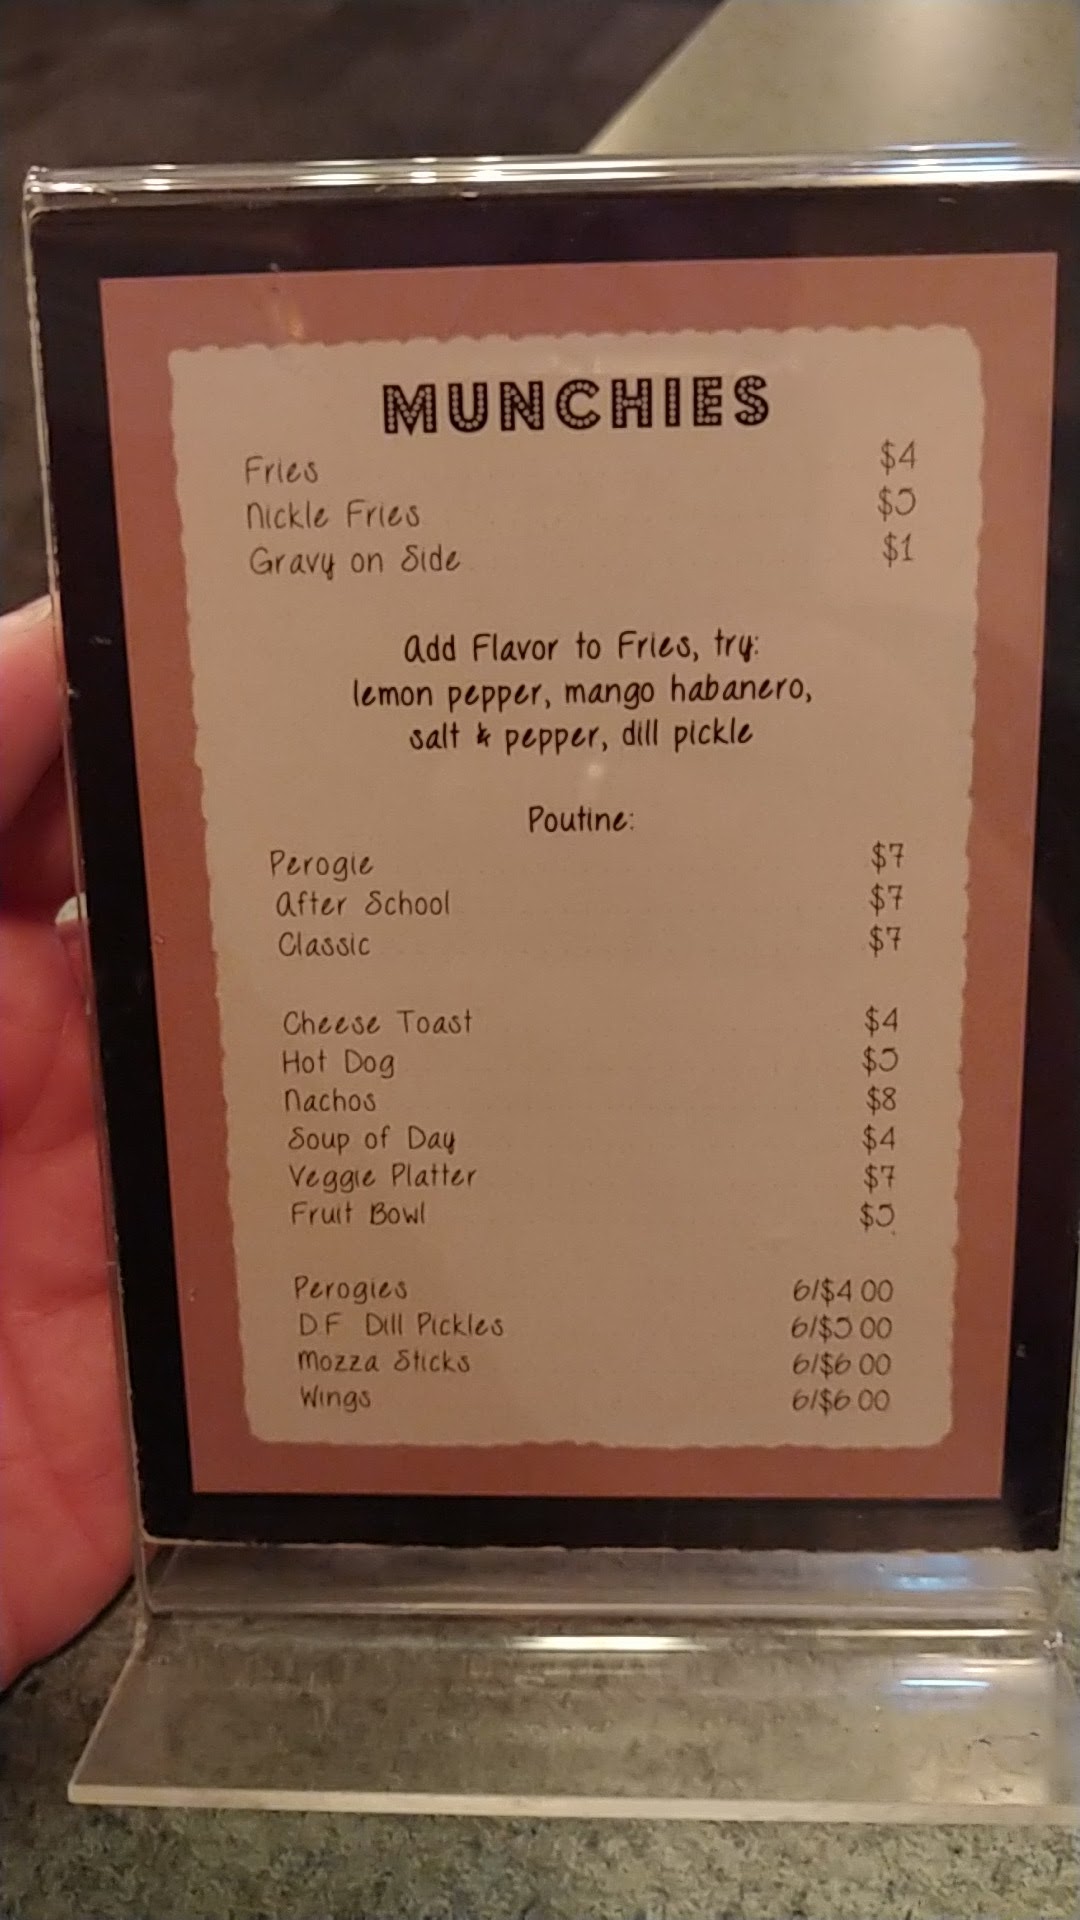 MUNCHIES
Fries $4
Nickle Fries $5
Gravy on Side $1
Add Flavor to Fries, try:
lemon pepper, mango habanero,
salt & pepper, dill pickle
Poutine:
Perogie $7
After School $7
Classic $7
Cheese Toast $4
Hot Dog $5
Nachos $8
Soup of Day $4
Veggie Platter $7
Fruit Bowl $5
Perogies 6/$4.00
D.F. Dill Pickles 6/$5.00
Mozza Sticks 6/$6.00
Wings 6/$6.00